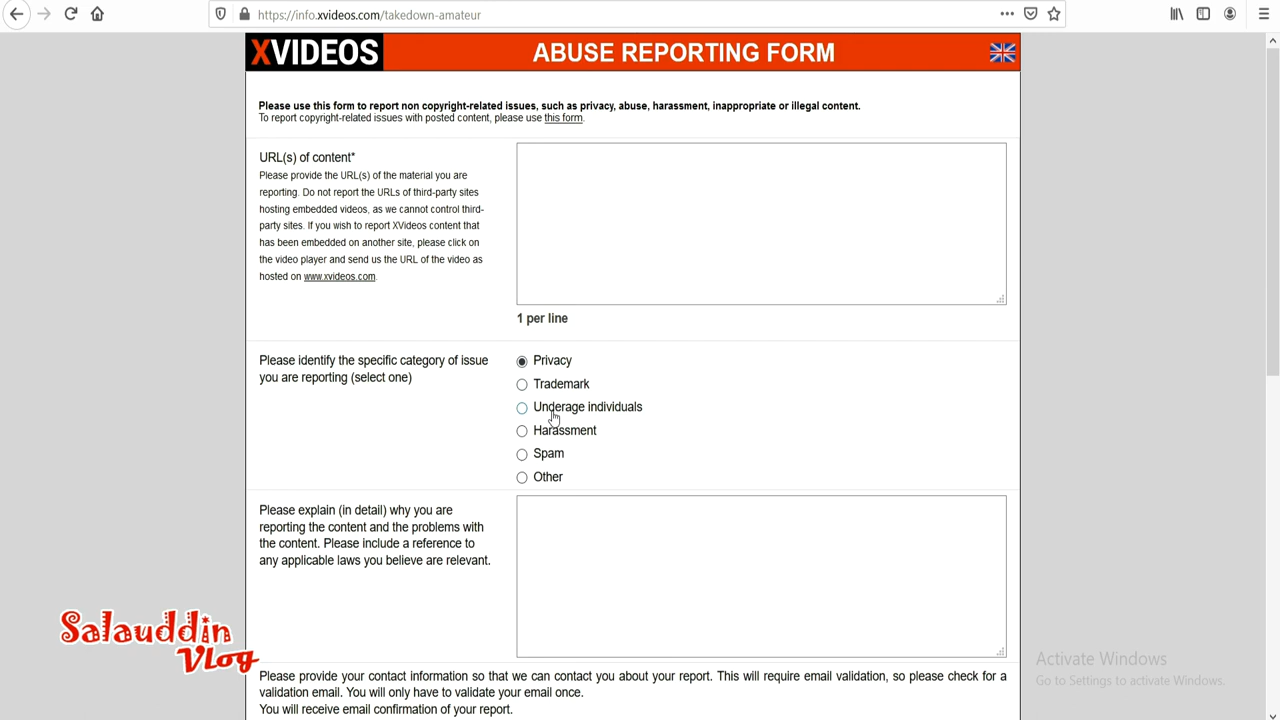 https://info.xvideos.com/takedown-amateur
XVIDEOS
ABUSE REPORTING FORM
Please use this form to report non copyright-related issues, such as privacy, abuse, harassment, inappropriate or illegal content.
To report copyright-related issues with posted content, please use this form.
URL(s) of content*
Please provide the URL(s) of the material you are
reporting. Do not report the URLs of third-party sites
hosting embedded videos, as we cannot control third-
party sites. If you wish to report XVideos content that
has been embedded on another site, please click on
the video player and send us the URL of the video as
hosted on www.xvideos.com.
1 per line
Please identify the specific category of issue
you are reporting (select one)
Privacy
Trademark
Underage individuals
Harassment
Spam
Other
Please explain (in detail) why you are
reporting the content and the problems with
the content. Please include a reference to
any applicable laws you believe are relevant.
Please provide your contact information so that we can contact you about your report. This will require email validation, so please check for a
validation email. You will only have to validate your email once.
You will receive email confirmation of your report.
Salauddin
Vlog
Activate Windows
Go to Settings to activate Windows.